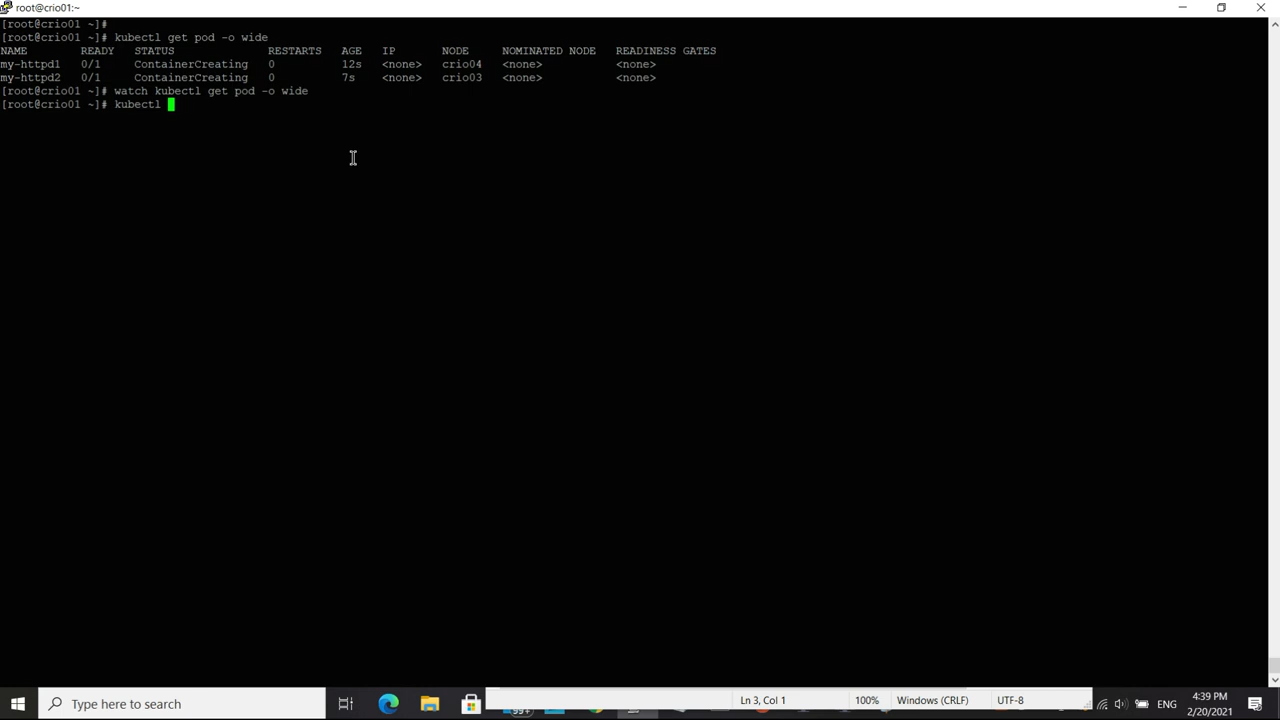 root@crio01:~
[root@crio01 ~]#
[root@crio01 ~]# kubectl get pod -o wide
NAME READY STATUS RESTARTS AGE IP NODE NOMINATED NODE READINESS GATES
my-httpd1 0/1 ContainerCreating 0 12s <none> crio04 <none> <none>
my-httpd2 0/1 ContainerCreating 0 7s <none> crio03 <none> <none>
[root@crio01 ~]# watch kubectl get pod -o wide
[root@crio01 ~]# kubectl
Type here to search
99+
Ln 3, Col 1 100% Windows (CRLF) UTF-8
ENG
4:39 PM
2/20/2021